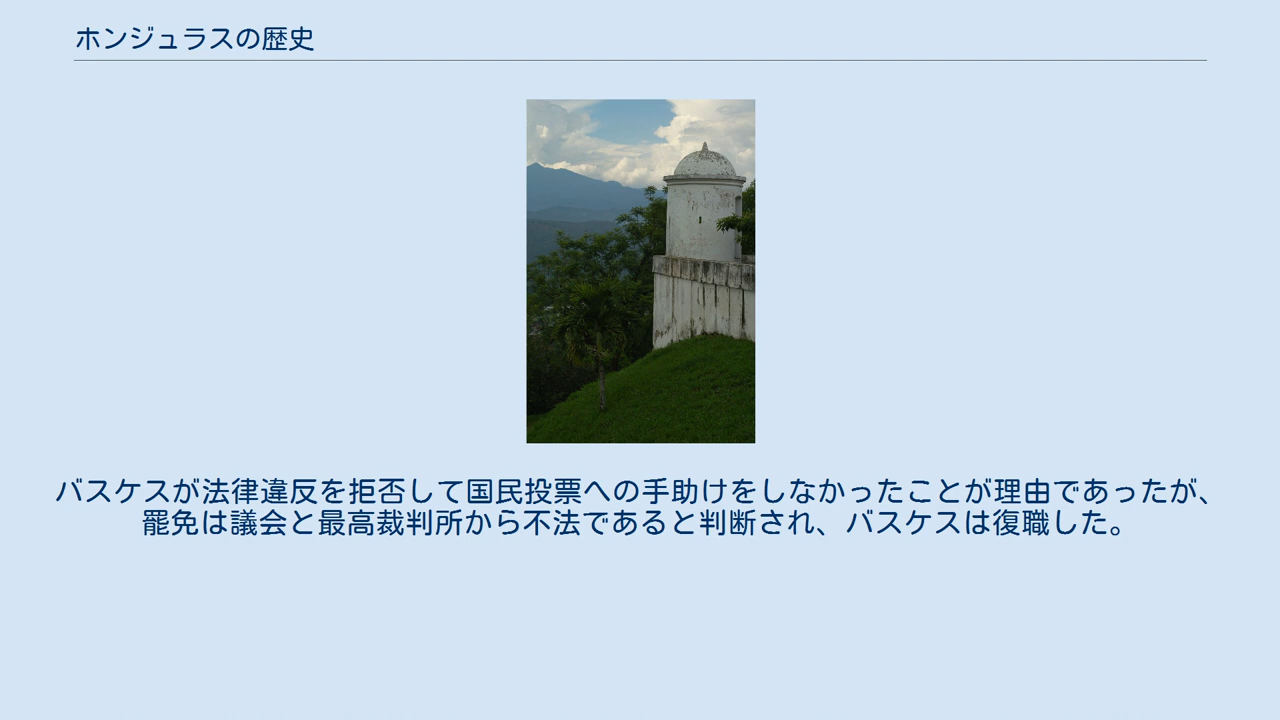 ホンジュラスの歴史
バスケスが法律違反を拒否して国民投票への手助けをしなかったことが理由であったが、
罷免は議会と最高裁判所から不法であると判断され、バスケスは復職した。